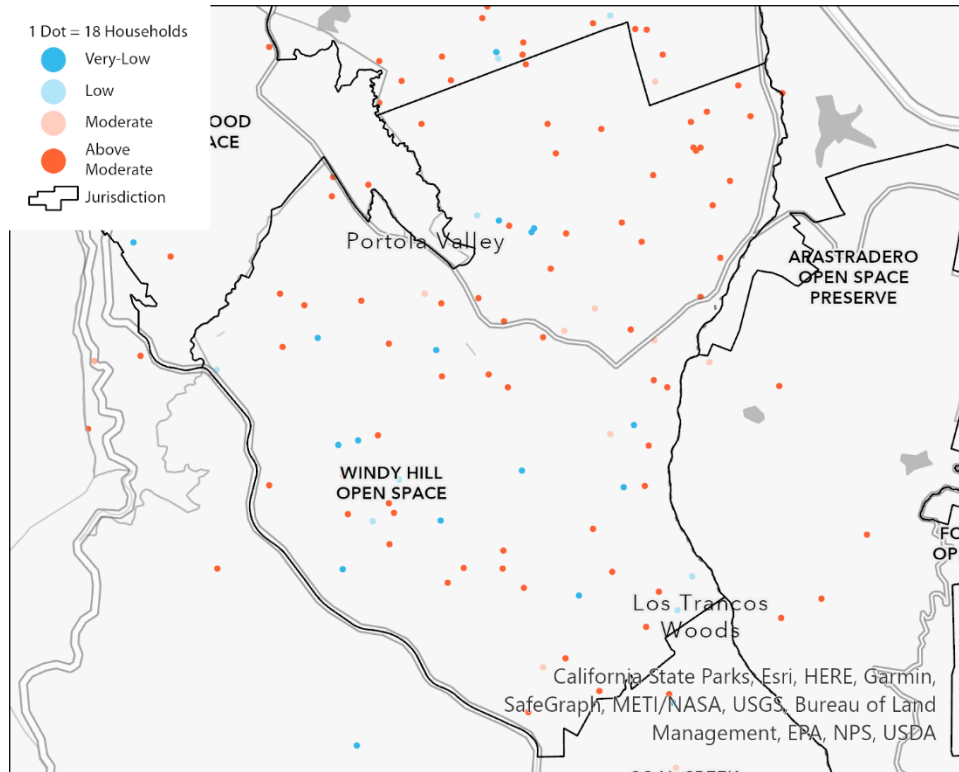 1 Dot = 18 Households
Very-Low
Low
Moderate
Above
Moderate
Jurisdiction
OOD
ACE
Portola Valley
ARASTRADERO
OPEN SPACE
PRESERVE
WINDY HILL
OPEN SPACE
FO
OP
Los Trancos
Woods
California State Parks, Esri, HERE, Garmin,
SafeGraph, METI/NASA, USGS, Bureau of Land
Management, EPA, NPS, USDA